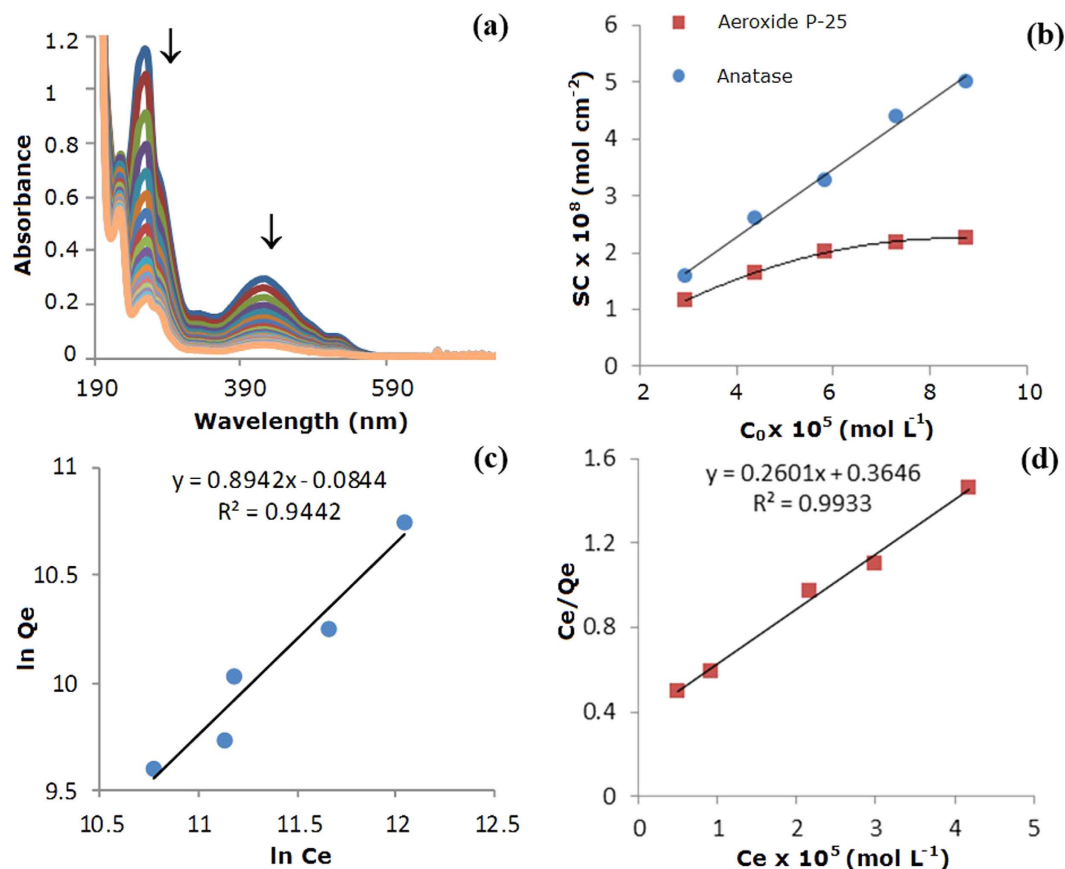 (a)
Absorbance
1.2
1
0.8
0.6
0.4
0.2
0
190
390
590
Wavelength (nm)
(b)
Aeroxide P-25
Anatase
SC x 10⁸ (mol cm⁻²)
6
5
4
3
2
1
0
2
4
6
8
10
C₀ x 10⁵ (mol L⁻¹)
(c)
y = 0.8942x - 0.0844
R² = 0.9442
ln Qe
11
10.5
10
9.5
10.5
11
11.5
12
12.5
ln Ce
(d)
y = 0.2601x + 0.3646
R² = 0.9933
Ce/Qe
1.6
1.2
0.8
0.4
0
0
1
2
3
4
5
Ce x 10⁵ (mol L⁻¹)